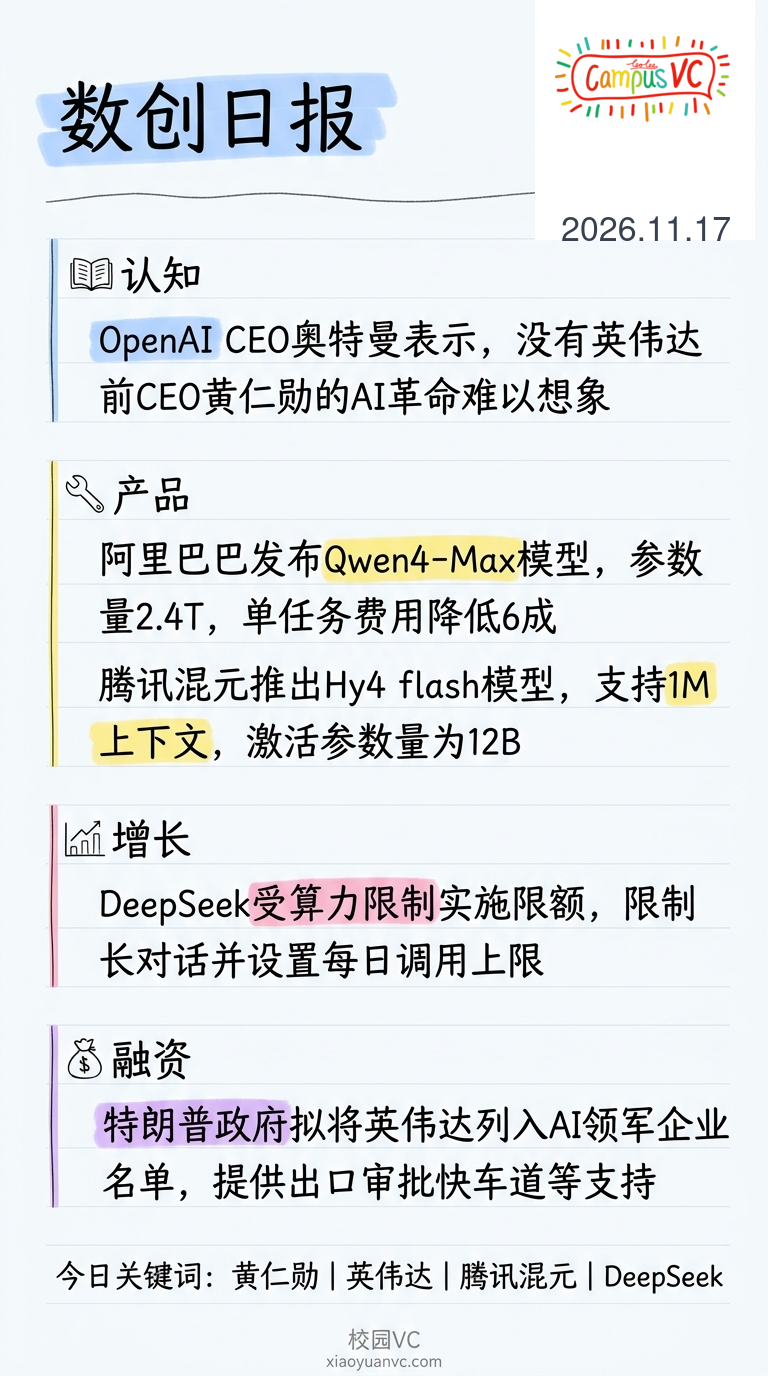 数创日报
leolee
Campus VC
2026.11.17
认知
OpenAI CEO奥特曼表示，没有英伟达
前CEO黄仁勋的AI革命难以想象
产品
阿里巴巴发布Qwen4-Max模型，参数
量2.4T，单任务费用降低6成
腾讯混元推出Hy4 flash模型，支持1M
上下文，激活参数量为12B
增长
DeepSeek受算力限制实施限额，限制
长对话并设置每日调用上限
融资
特朗普政府拟将英伟达列入AI领军企业
名单，提供出口审批快车道等支持
今日关键词：黄仁勋 | 英伟达 | 腾讯混元 | DeepSeek
校园VC
xiaoyuanvc.com